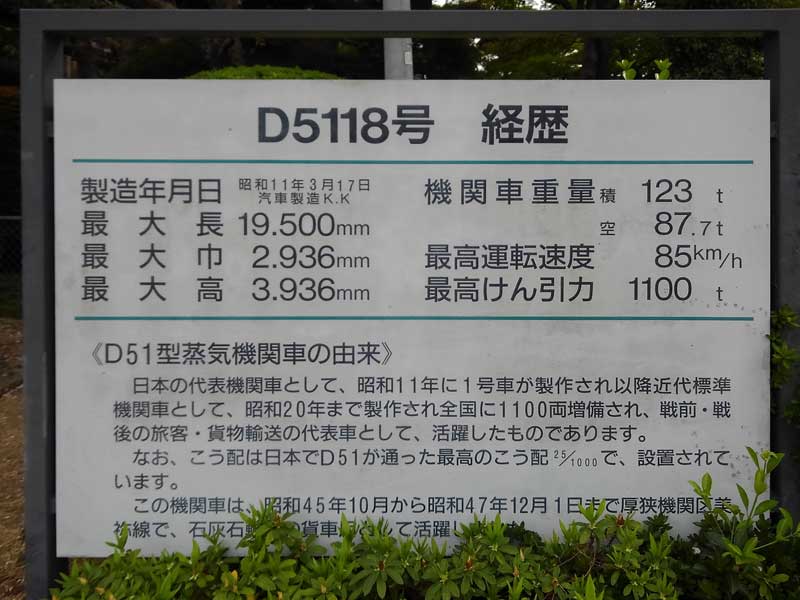 D5118号 経歴
製造年月日 昭和11年3月17日 汽車製造K.K 機関車重量 積 123 t
最大長 19.500mm 空 87.7t
最大巾 2.936mm 最高運転速度 85km/h
最大高 3.936mm 最高けん引力 1100 t
《D51型蒸気機関車の由来》
日本の代表機関車として、昭和11年に1号車が製作され以降近代標準
機関車として、昭和20年まで製作され全国に1100両増備され、戦前・戦
後の旅客・貨物輸送の代表車として、活躍したものであります。
なお、こう配は日本でD51が通った最高のこう配 25/1000で、設置されて
います。
この機関車は、昭和45年10月から昭和47年12月1日まで厚狭機関区美
祢線で、石灰石 貨車 して活躍し